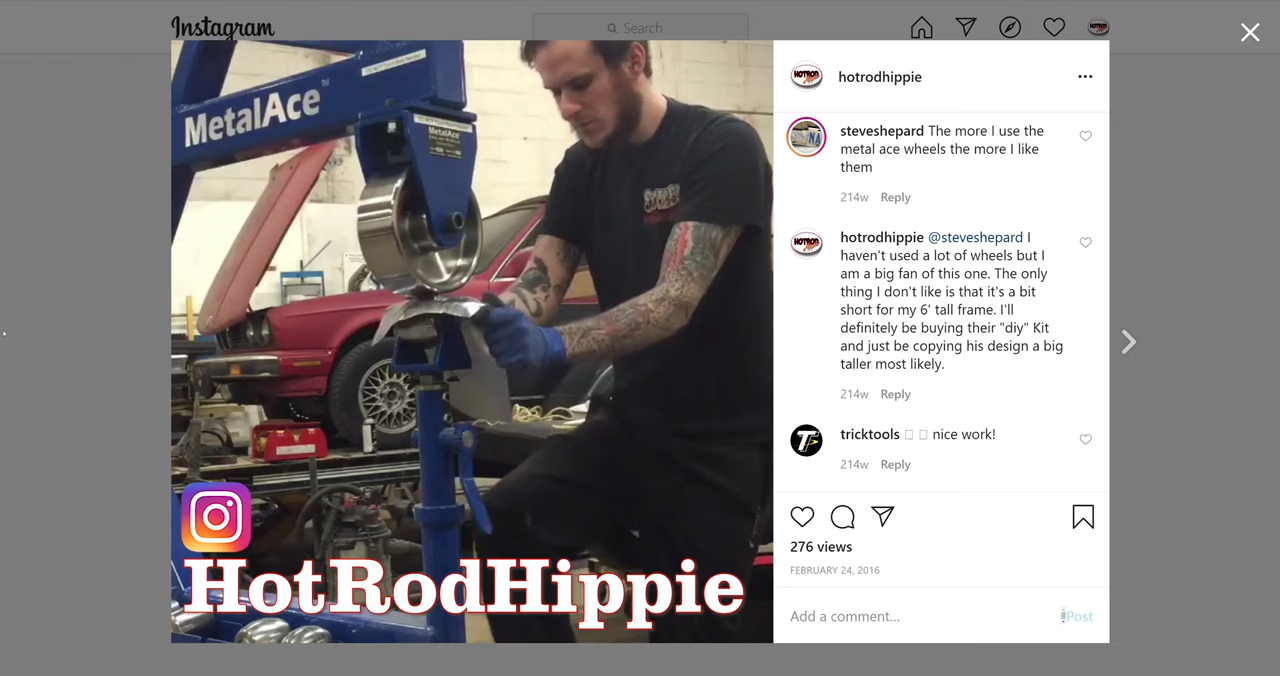 Instagram
Search
MetalAce™
MetalAce
hotrodhippie
steveshepard The more I use the
metal ace wheels the more I like
them
214w Reply
hotrodhippie @steveshepard I
haven't used a lot of wheels but I
am a big fan of this one. The only
thing I don't like is that it's a bit
short for my 6' tall frame. I'll
definitely be buying their "diy" Kit
and just be copying his design a big
taller most likely.
214w Reply
tricktools nice work!
214w Reply
276 views
FEBRUARY 24, 2016
Add a comment...
Post
HotRodHippie